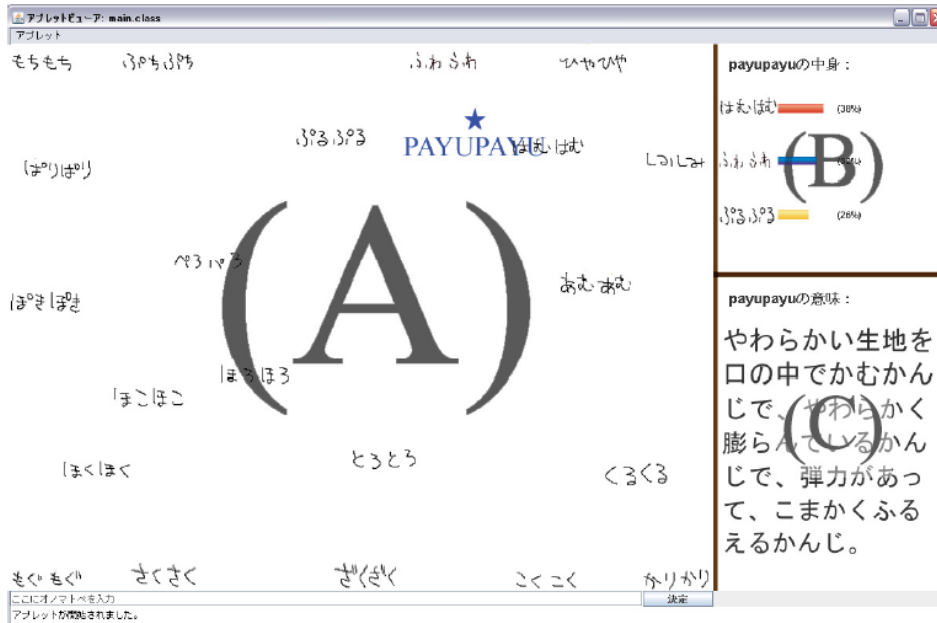 アプレットビューア: main.class
アプレット
もちもち ぷちぷち ふわふわ ひやひや
ぷるぷる PAYUPAYU はむはむ
ぱりぱり しみしみ
ぺろぺろ
ぽきぽき あむあむ
(A)
ほろほろ
ほこほこ
ほくほく とろとろ くるくる
もぐもぐ さくさく ざくざく こくこく かりかり
ここにオノマトペを入力 決定
アプレットが開始されました。
payupayuの中身：
はむはむ (38%)
ふわふわ
(B)
ぷるぷる (26%)
payupayuの意味：
やわらかい生地を
口の中でかむかん
じで、やわらかく
膨らんでいるかん
(C)
じで、弾力があっ
て、こまかくふる
えるかんじ。